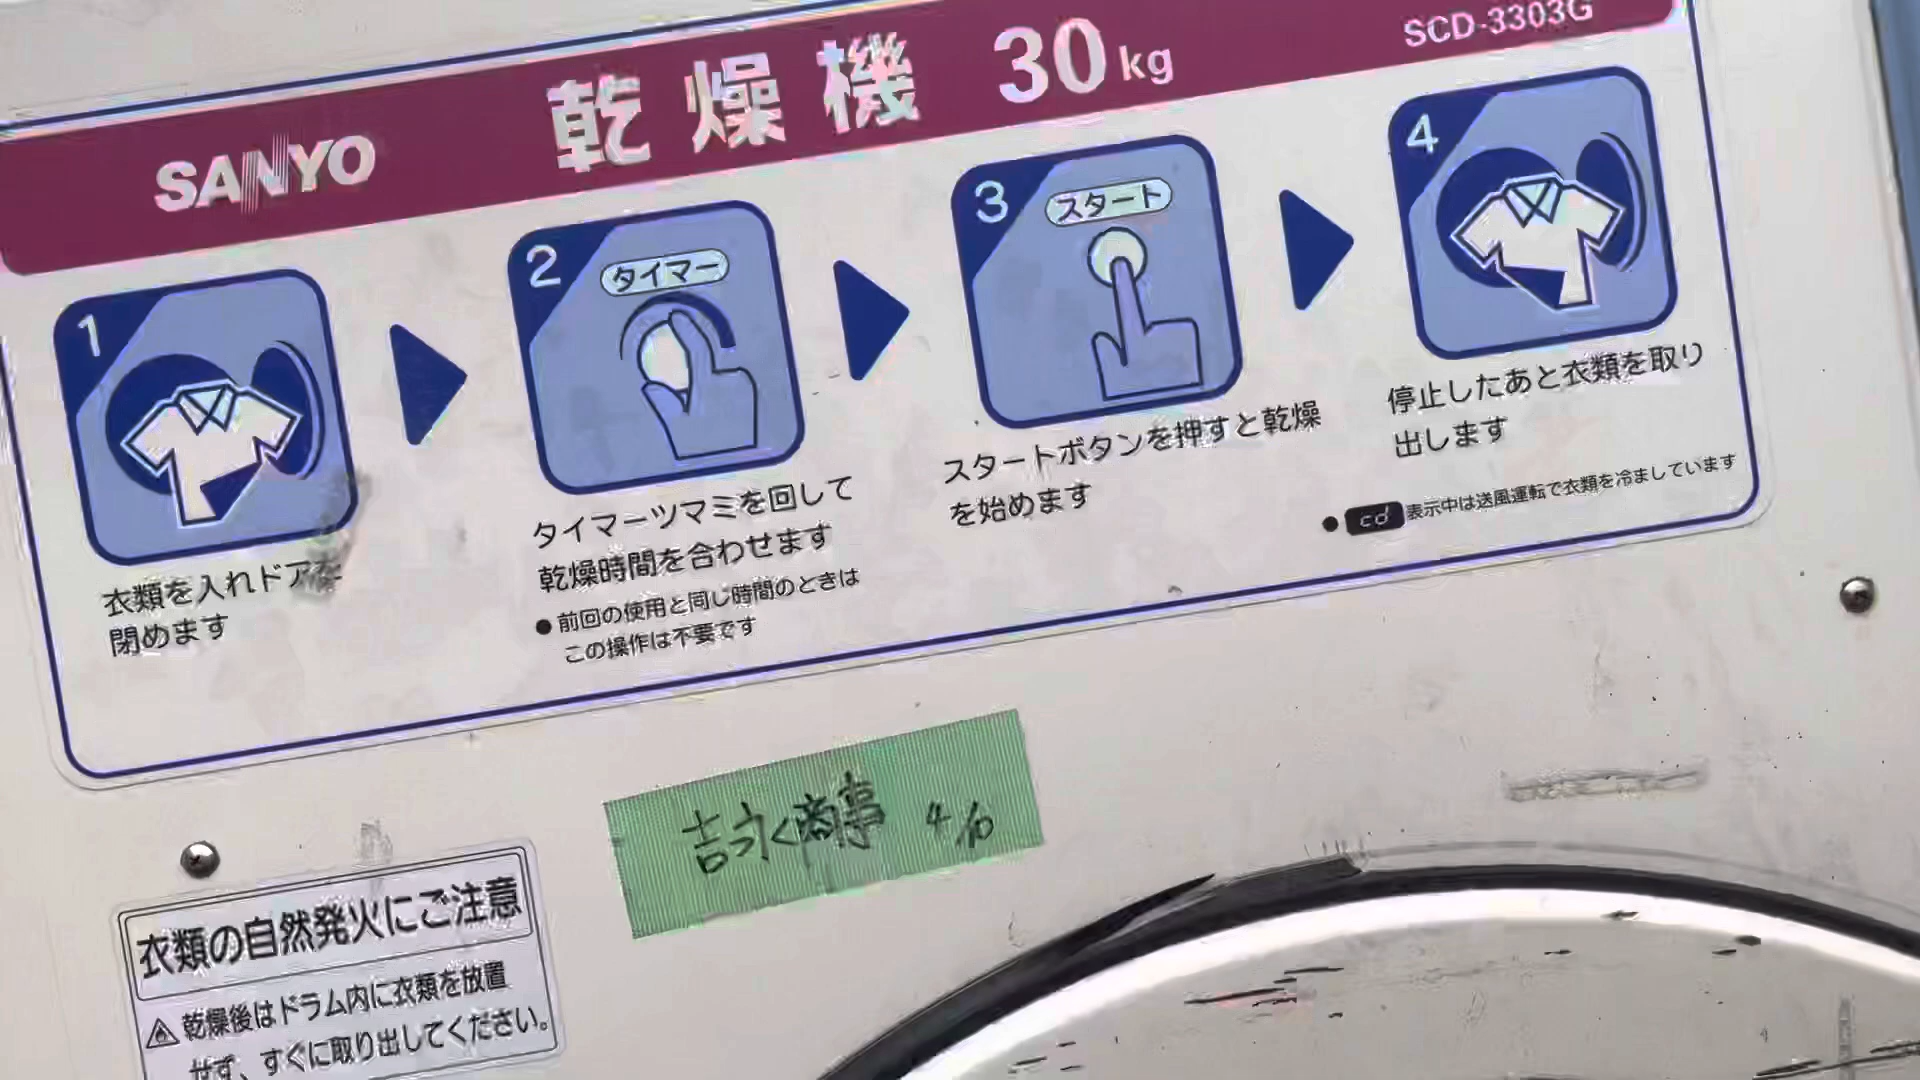 SANYO 乾燥機 30kg SCD-3303G
1
衣類を入れドアを
閉めます
2
タイマー
タイマーツマミを回して
乾燥時間を合わせます
●前回の使用と同じ時間のときは
この操作は不要です
3
スタート
スタートボタンを押すと乾燥
を始めます
4
停止したあと衣類を取り
出します
●cd表示中は送風運転で衣類を冷ましています
商事 4/10
衣類の自然発火にご注意
乾燥後はドラム内に衣類を放置
せず、すぐに取り出してください。